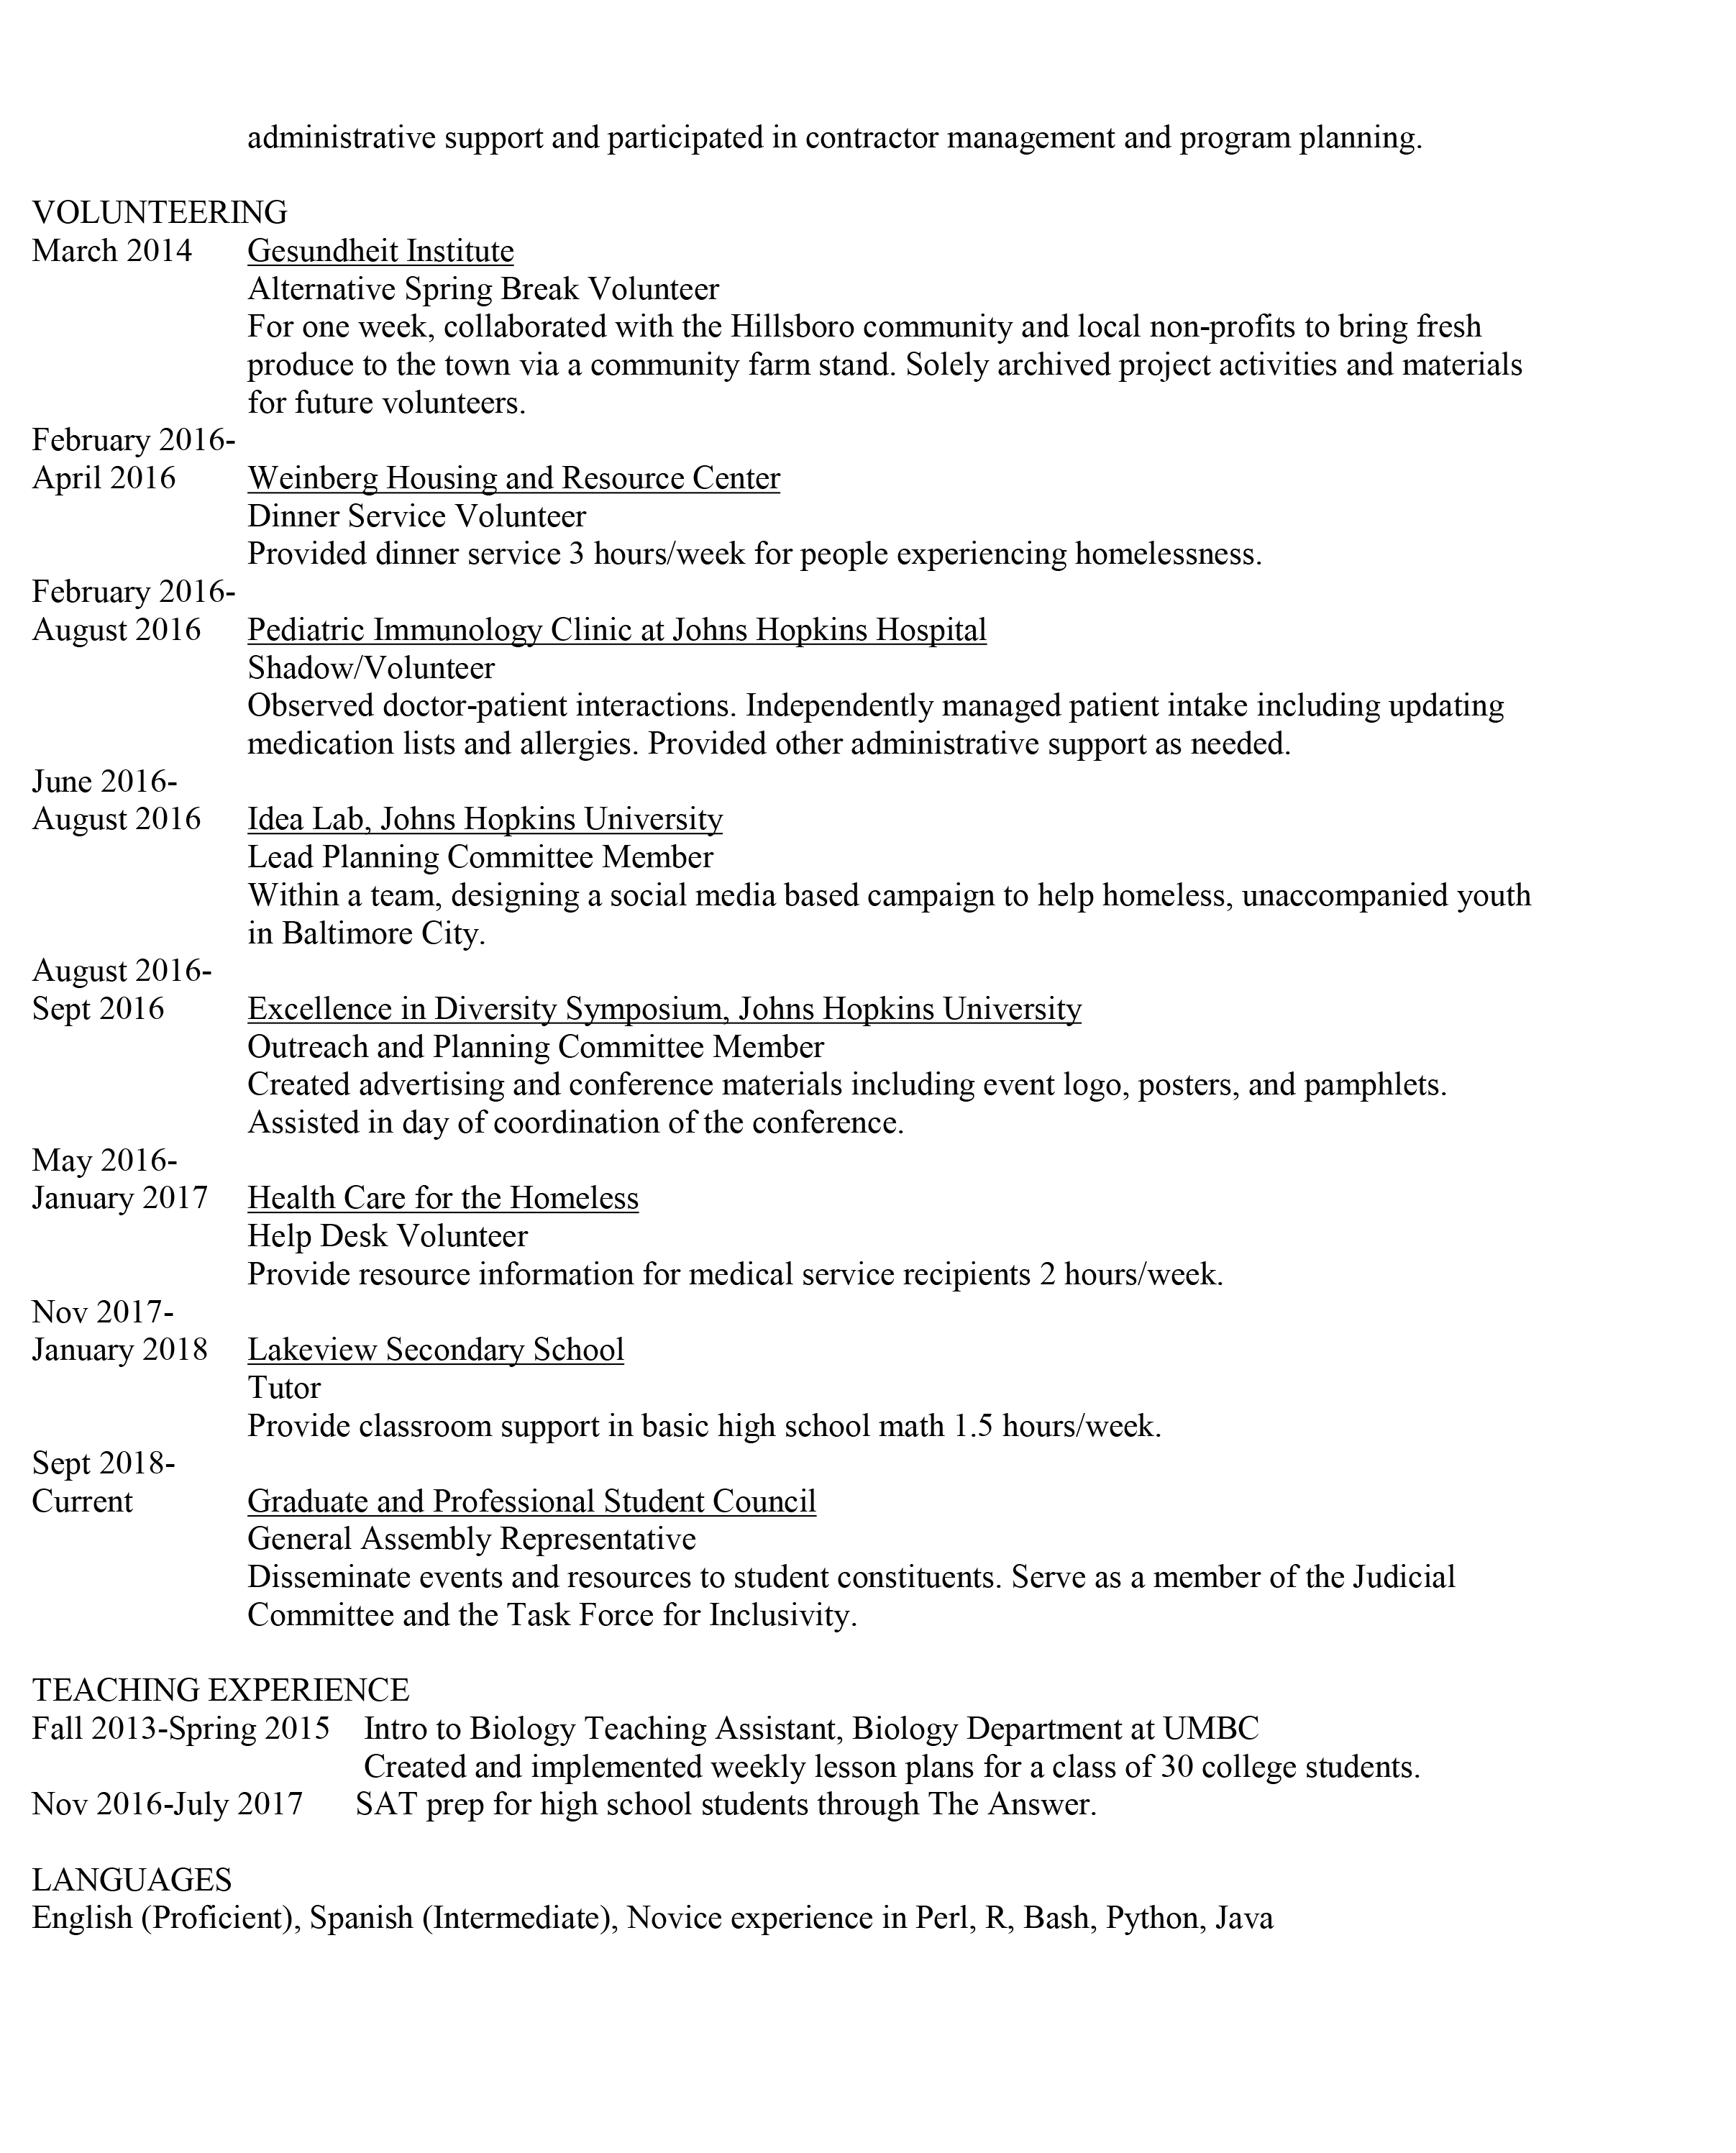 administrative support and participated in contractor management and program planning.
VOLUNTEERING
March 2014 Gesundheit Institute
Alternative Spring Break Volunteer
For one week, collaborated with the Hillsboro community and local non-profits to bring fresh
produce to the town via a community farm stand. Solely archived project activities and materials
for future volunteers.
February 2016-
April 2016 Weinberg Housing and Resource Center
Dinner Service Volunteer
Provided dinner service 3 hours/week for people experiencing homelessness.
February 2016-
August 2016 Pediatric Immunology Clinic at Johns Hopkins Hospital
Shadow/Volunteer
Observed doctor-patient interactions. Independently managed patient intake including updating
medication lists and allergies. Provided other administrative support as needed.
June 2016-
August 2016 Idea Lab, Johns Hopkins University
Lead Planning Committee Member
Within a team, designing a social media based campaign to help homeless, unaccompanied youth
in Baltimore City.
August 2016-
Sept 2016 Excellence in Diversity Symposium, Johns Hopkins University
Outreach and Planning Committee Member
Created advertising and conference materials including event logo, posters, and pamphlets.
Assisted in day of coordination of the conference.
May 2016-
January 2017 Health Care for the Homeless
Help Desk Volunteer
Provide resource information for medical service recipients 2 hours/week.
Nov 2017-
January 2018 Lakeview Secondary School
Tutor
Provide classroom support in basic high school math 1.5 hours/week.
Sept 2018-
Current Graduate and Professional Student Council
General Assembly Representative
Disseminate events and resources to student constituents. Serve as a member of the Judicial
Committee and the Task Force for Inclusivity.
TEACHING EXPERIENCE
Fall 2013-Spring 2015 Intro to Biology Teaching Assistant, Biology Department at UMBC
Created and implemented weekly lesson plans for a class of 30 college students.
Nov 2016-July 2017 SAT prep for high school students through The Answer.
LANGUAGES
English (Proficient), Spanish (Intermediate), Novice experience in Perl, R, Bash, Python, Java